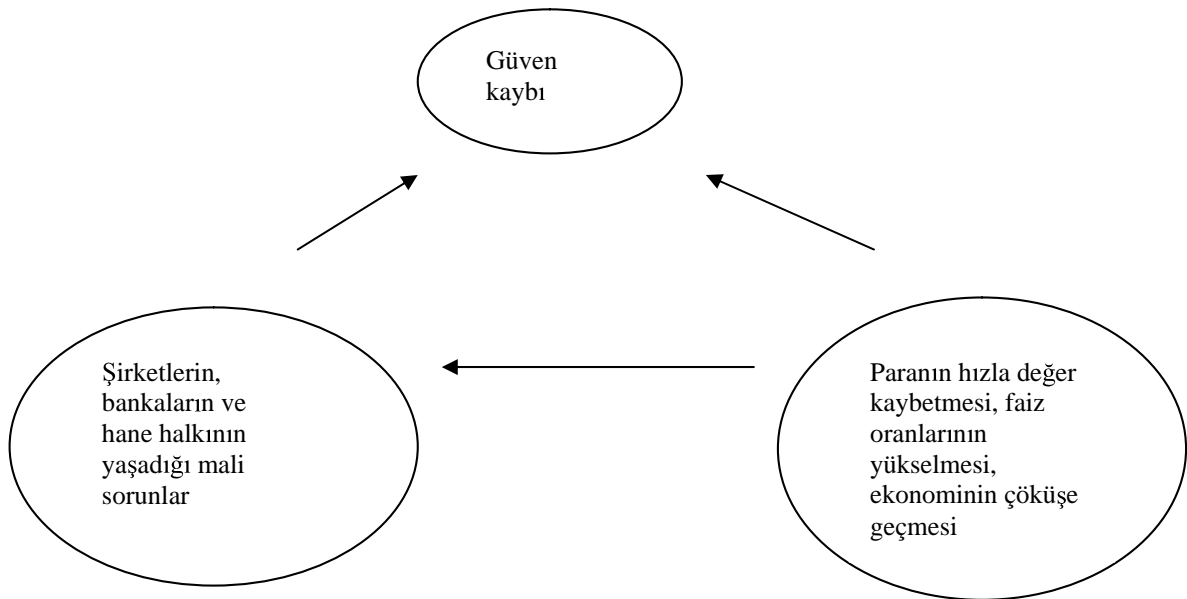 Güven
kaybı
Şirketlerin,
bankaların ve
hane halkının
yaşadığı mali
sorunlar
Paranın hızla değer
kaybetmesi, faiz
oranlarının
yükselmesi,
ekonominin çöküşe
geçmesi